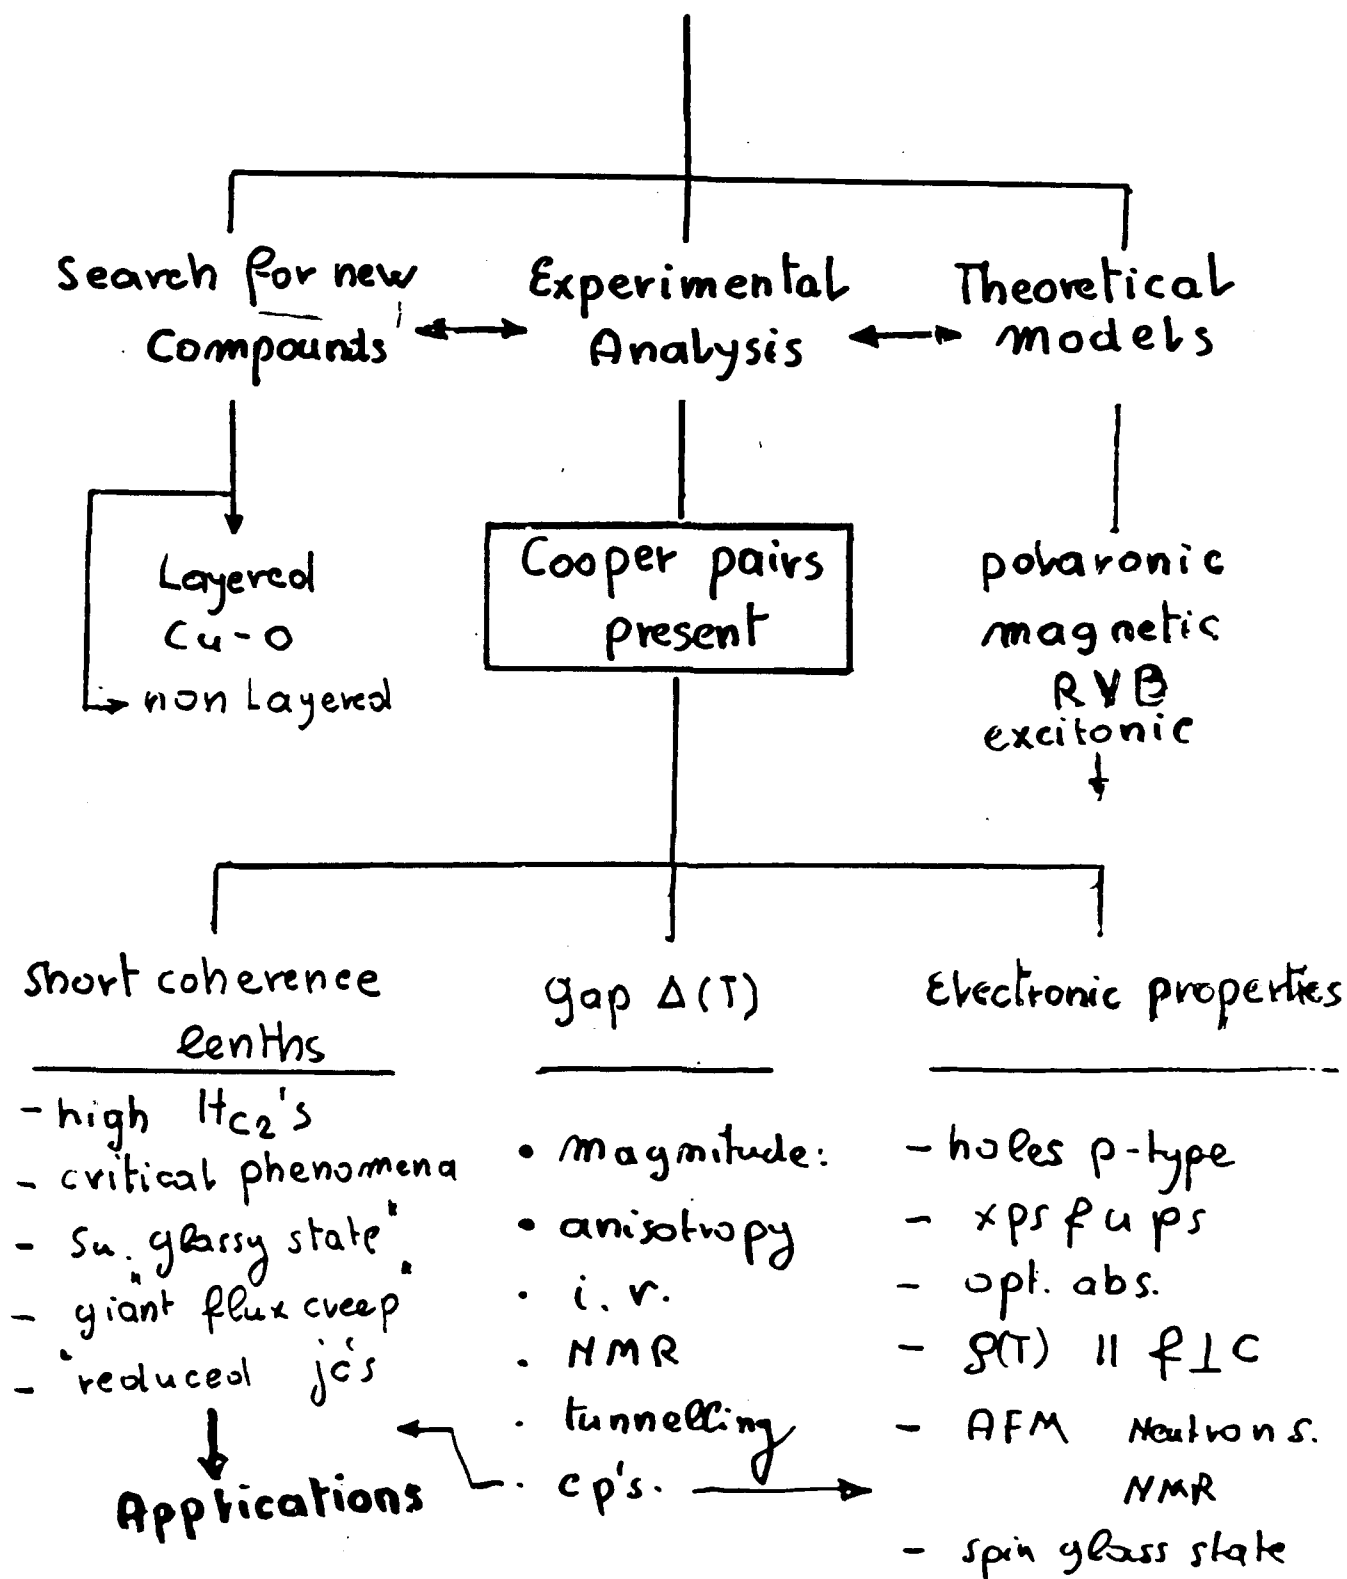 Search for new
Compounds
Experimental
Analysis
Theoretical
models
Layered
Cu-O
non Layered
Cooper pairs
present
polaronic
magnetic
RVB
excitonic
Short coherence
lenths
- high Hc2's
- critical phenomena
- Su. glassy state"
- "giant flux creep"
- "reduced jc's
Applications
gap Δ(T)
• magnitude:
• anisotropy
· i.r.
· NMR
· tunnelling
· cp's.
Electronic properties
- holes p-type
- xps & ups
- opt. abs.
- ρ(T) || & ⊥ C
- AFM Neutrons.
NMR
- spin glass state